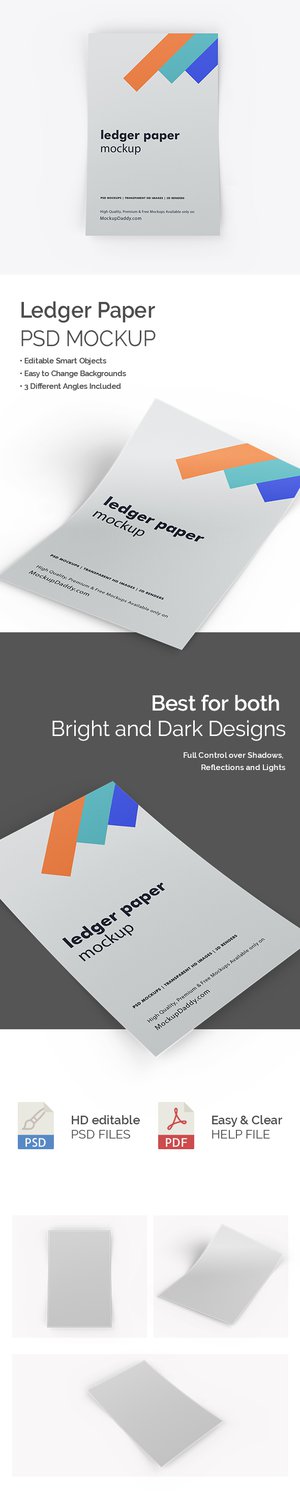 ledger paper
mockup
PSD MOCKUPS | TRANSPARENT HD IMAGES | 3D RENDERS
High Quality, Premium & Free Mockups Available only on
MockupDaddy.com
Ledger Paper
PSD MOCKUP
• Editable Smart Objects
• Easy to Change Backgrounds
• 3 Different Angles Included
ledger paper
mockup
PSD MOCKUPS | TRANSPARENT HD IMAGES | 3D RENDERS
High Quality, Premium & Free Mockups Available only on
MockupDaddy.com
Best for both
Bright and Dark Designs
Full Control over Shadows,
Reflections and Lights
ledger paper
mockup
PSD MOCKUPS | TRANSPARENT HD IMAGES | 3D RENDERS
High Quality, Premium & Free Mockups Available only on
MockupDaddy.com
PSD
HD editable
PSD FILES
PDF
Easy & Clear
HELP FILE